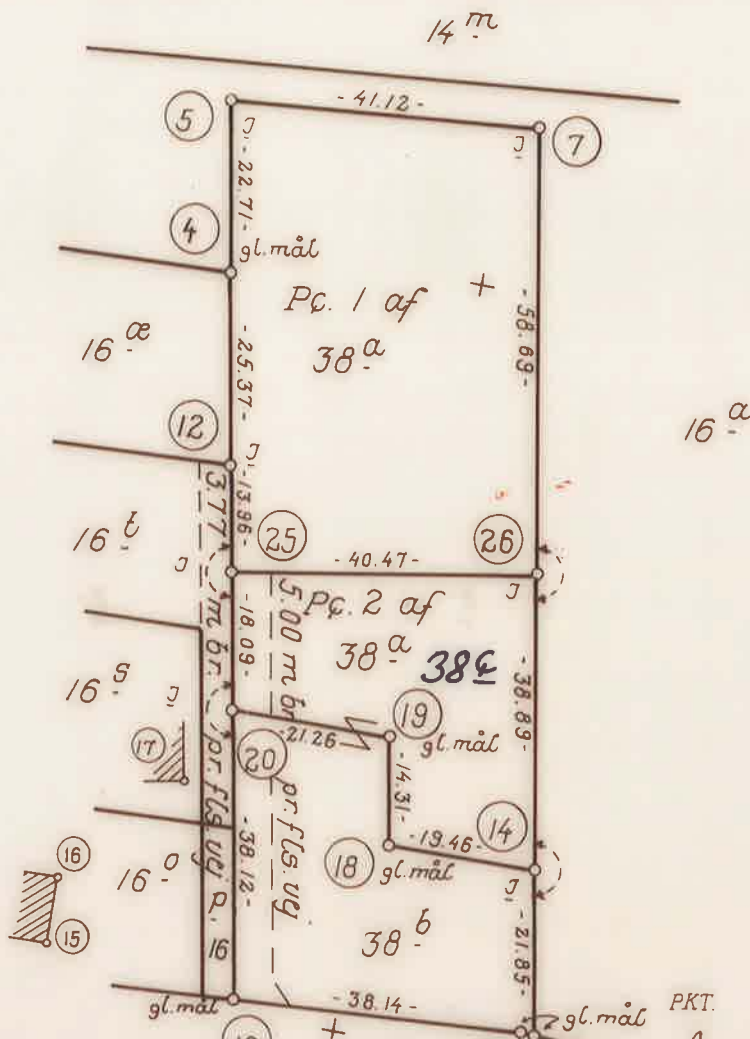 14 m
- 41.12 -
5
7
J
J
- 22.71 -
4
gl. mål
Pc. 1 af
38 a
- 58.69 -
16 æ
- 25.37 -
16 a
12
J
- 13.96 -
3.77 m br. pr. fls. vej
16 t
J
25
26
- 40.47 -
J
5.00 m br. pr. fls. vej
Pc. 2 af
38 a
38 c
- 18.09 -
- 38.89 -
16 s
J
17
19
gl. mål
- 21.26 -
20
- 14.31 -
14
- 19.46 -
18
gl. mål
J
16
16 o
- 38.12 -
p
16
15
38 b
- 21.85 -
gl. mål
- 38.14 -
gl. mål
PKT.